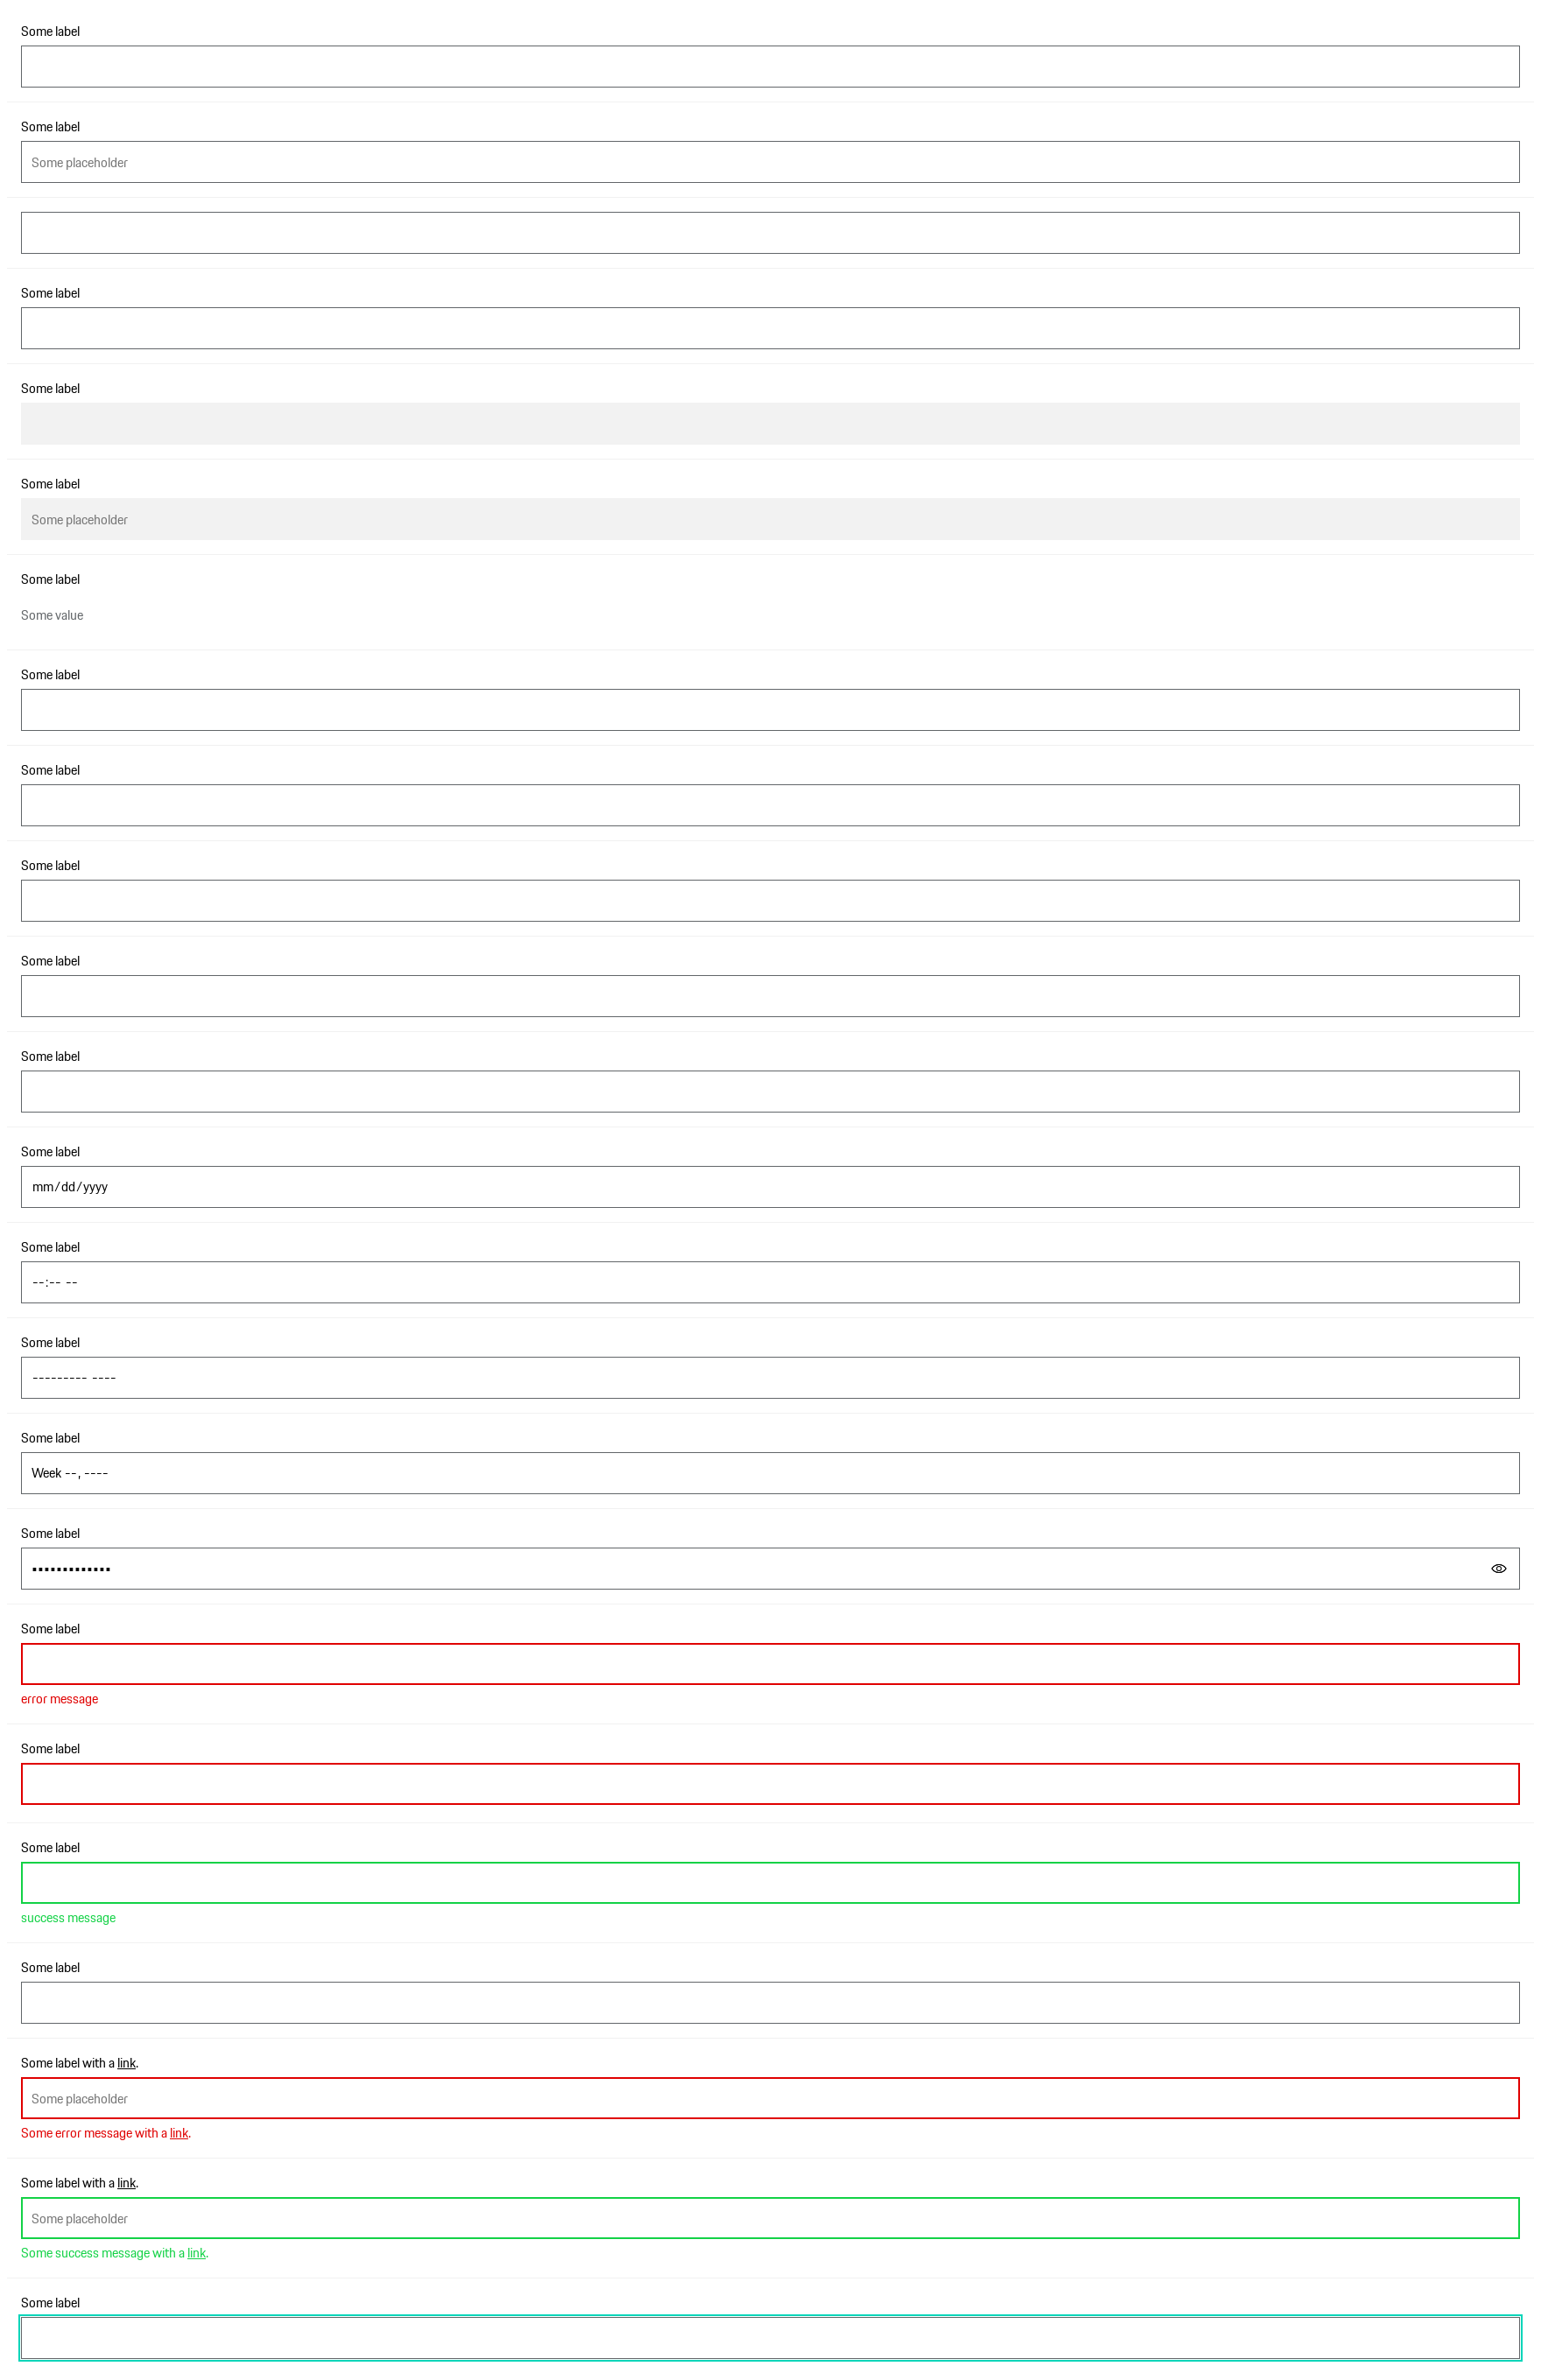 Some label
Some label
Some placeholder
Some label
Some label
Some label
Some placeholder
Some label
Some value
Some label
Some label
Some label
Some label
Some label
Some label
mm/dd/yyyy
Some label
--:-- --
Some label
--------- ----
Some label
Week --, ----
Some label
•••••••••••••
Some label
error message
Some label
Some label
success message
Some label
Some label with a link.
Some placeholder
Some error message with a link.
Some label with a link.
Some placeholder
Some success message with a link.
Some label